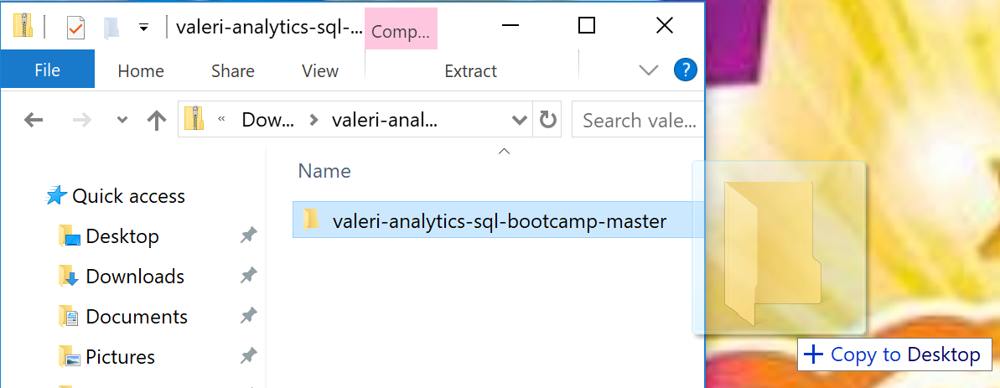 valeri-analytics-sql-...
Comp...
File
Home
Share
View
Extract
?
« Dow... valeri-anal...
Search vale...
Name
Quick access
valeri-analytics-sql-bootcamp-master
Desktop
Downloads
Documents
Pictures
Copy to Desktop